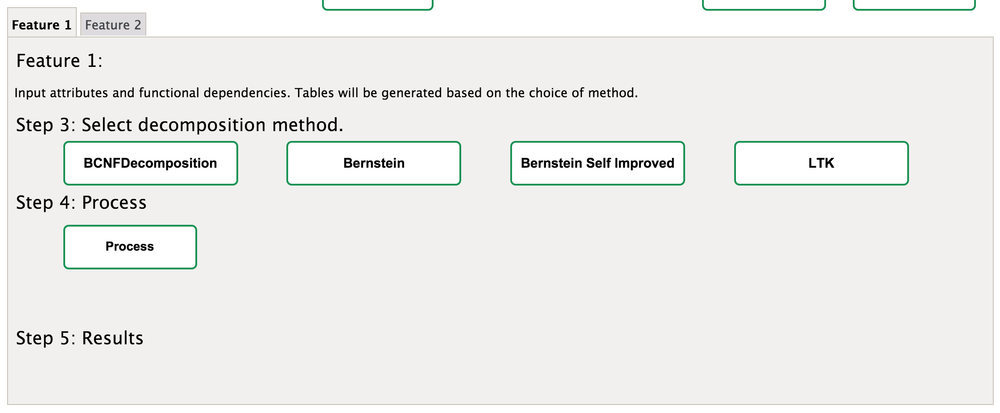 Feature 1 Feature 2
Feature 1:
Input attributes and functional dependencies. Tables will be generated based on the choice of method.
Step 3: Select decomposition method.
BCNFDecomposition Bernstein Bernstein Self Improved LTK
Step 4: Process
Process
Step 5: Results